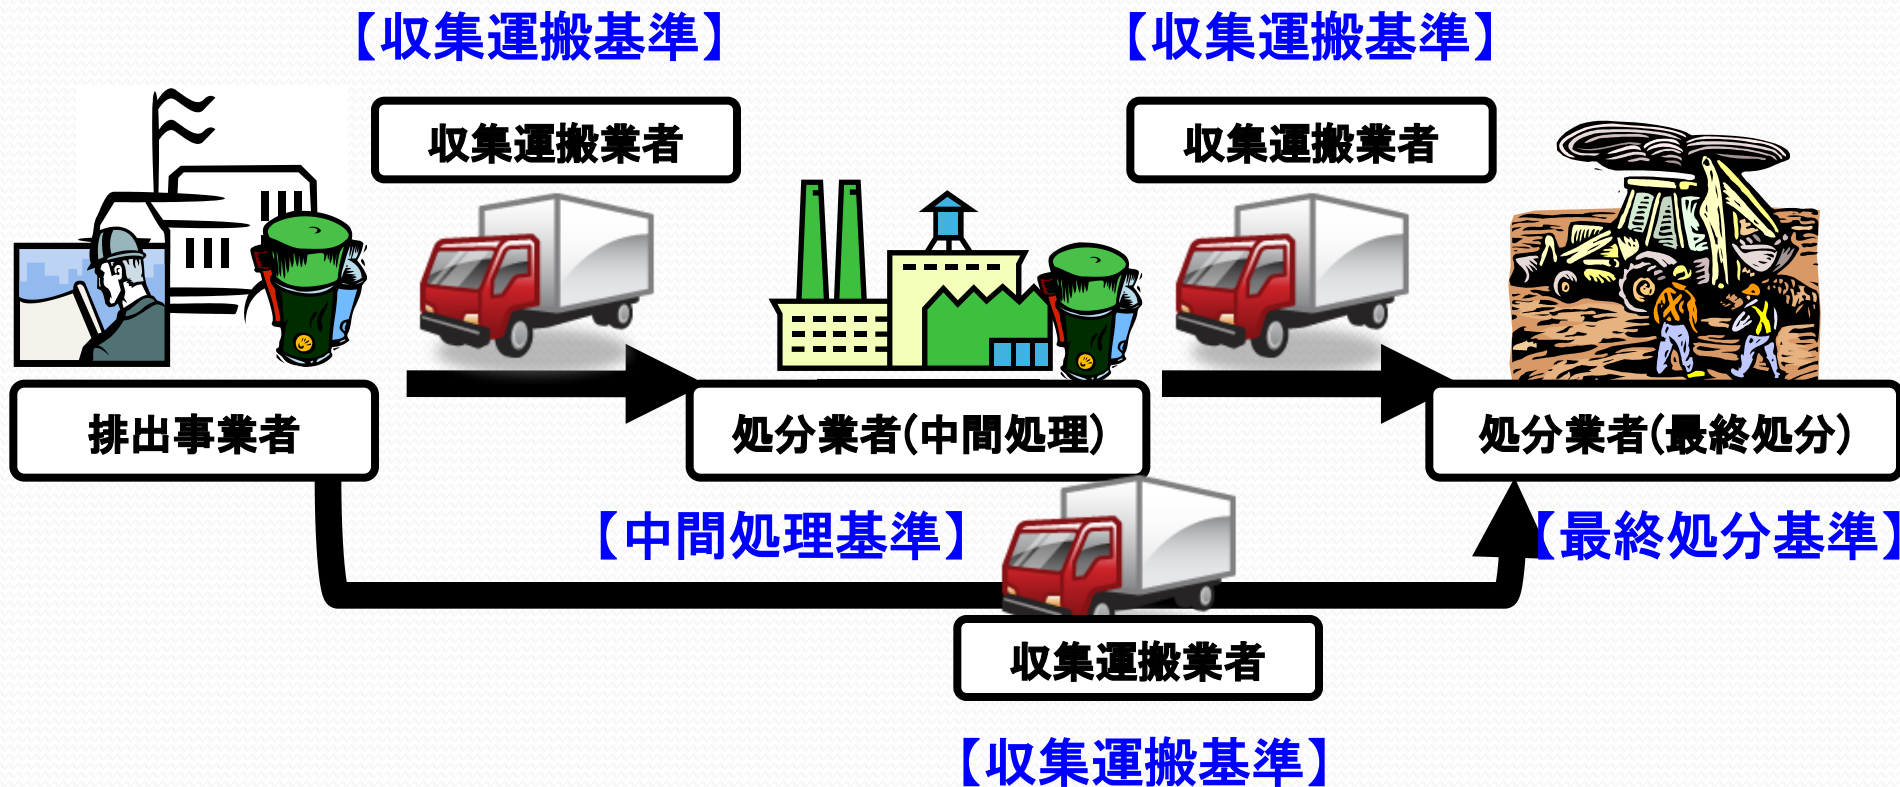 【収集運搬基準】
【収集運搬基準】
収集運搬業者
収集運搬業者
排出事業者
処分業者(中間処理)
処分業者(最終処分)
【中間処理基準】
【最終処分基準】
収集運搬業者
【収集運搬基準】